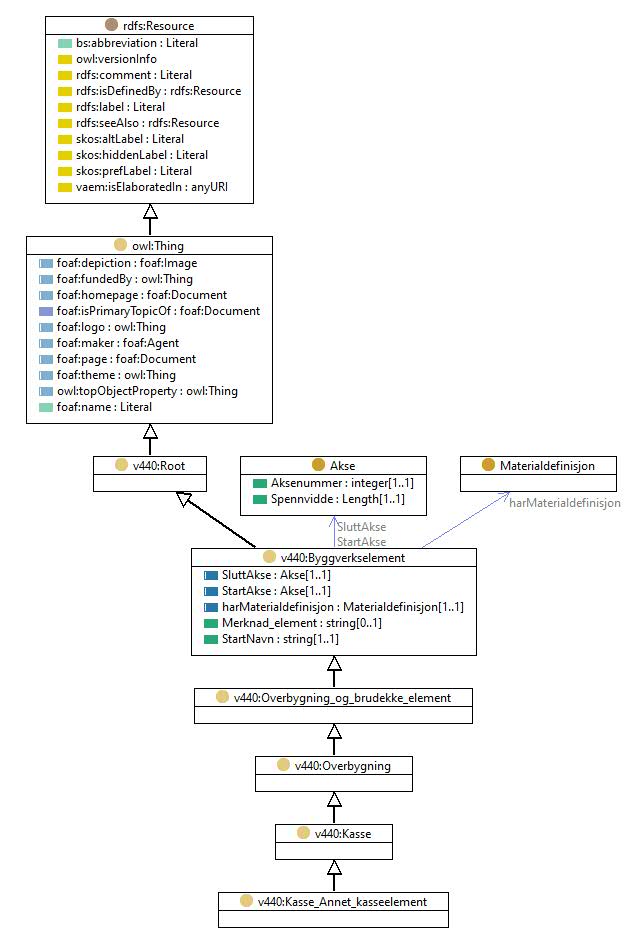 rdfs:Resource
bs:abbreviation : Literal
owl:versionInfo
rdfs:comment : Literal
rdfs:isDefinedBy : rdfs:Resource
rdfs:label : Literal
rdfs:seeAlso : rdfs:Resource
skos:altLabel : Literal
skos:hiddenLabel : Literal
skos:prefLabel : Literal
vaem:isElaboratedIn : anyURI
owl:Thing
foaf:depiction : foaf:Image
foaf:fundedBy : owl:Thing
foaf:homepage : foaf:Document
foaf:isPrimaryTopicOf : foaf:Document
foaf:logo : owl:Thing
foaf:maker : foaf:Agent
foaf:page : foaf:Document
foaf:theme : owl:Thing
owl:topObjectProperty : owl:Thing
foaf:name : Literal
v440:Root
Akse
Aksenummer : integer[1..1]
Spennvidde : Length[1..1]
Materialdefinisjon
harMaterialdefinisjon
SluttAkse
StartAkse
v440:Byggverkselement
SluttAkse : Akse[1..1]
StartAkse : Akse[1..1]
harMaterialdefinisjon : Materialdefinisjon[1..1]
Merknad_element : string[0..1]
StartNavn : string[1..1]
v440:Overbygning_og_brudekke_element
v440:Overbygning
v440:Kasse
v440:Kasse_Annet_kasseelement